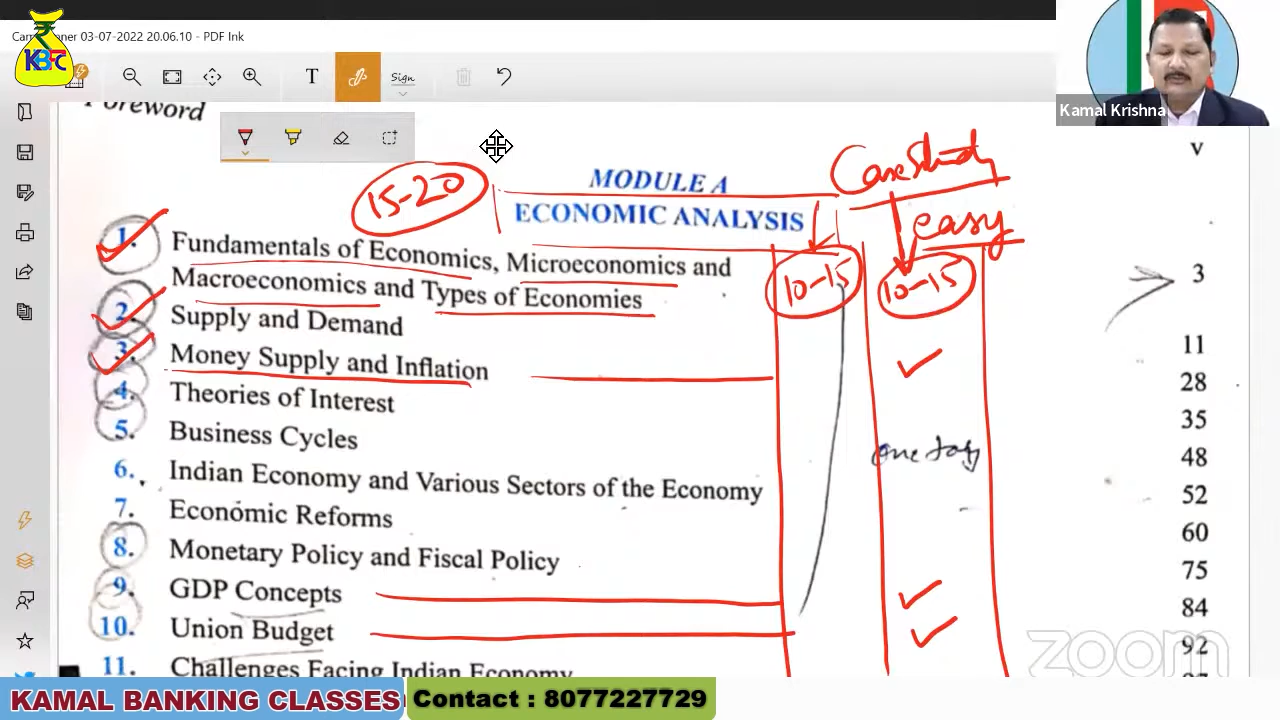 Foreword
03-07-2022 20.06.10 - PDF Ink
KBC
T
Sign
Kamal Krishna
v
MODULE A
Case Study
15-20
ECONOMIC ANALYSIS
easy
1. Fundamentals of Economics, Microeconomics and
Macroeconomics and Types of Economies 3
10-15 10-15
2. Supply and Demand 11
3. Money Supply and Inflation 28
4. Theories of Interest 35
5. Business Cycles 48
6. Indian Economy and Various Sectors of the Economy 52
7. Economic Reforms 60
8. Monetary Policy and Fiscal Policy 75
9. GDP Concepts 84
10. Union Budget 92
11. Challenges Facing Indian Economy
zoom
KAMAL BANKING CLASSES
Contact : 8077227729